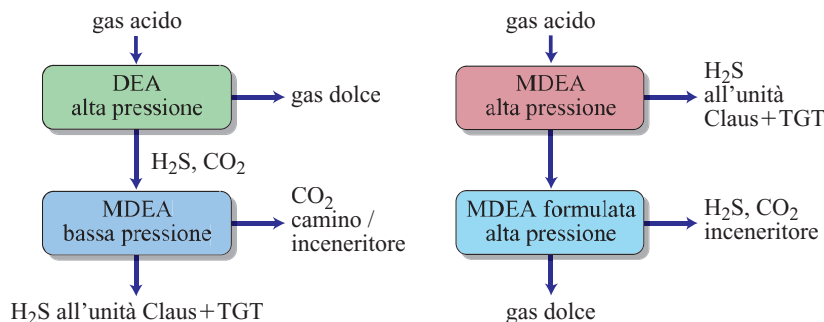 gas acido
DEA
alta pressione
gas dolce
H₂S, CO₂
MDEA
bassa pressione
CO₂
camino /
inceneritore
H₂S all'unità Claus+TGT
gas acido
MDEA
alta pressione
H₂S
all'unità
Claus+TGT
MDEA formulata
alta pressione
H₂S, CO₂
inceneritore
gas dolce